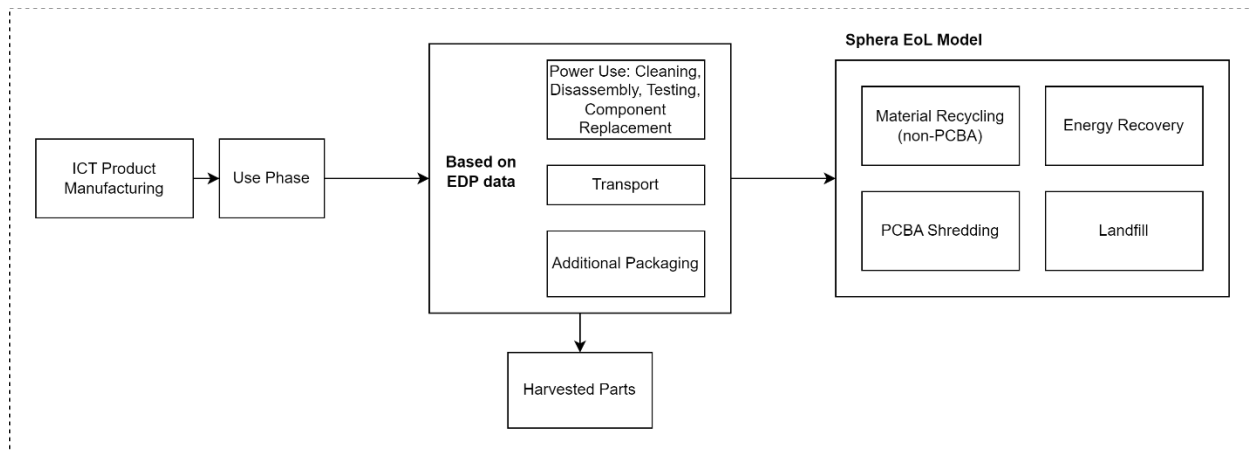 Sphera EoL Model
Power Use: Cleaning,
Disassembly, Testing,
Component
Replacement
Material Recycling
(non-PCBA)
Energy Recovery
ICT Product
Manufacturing
Use Phase
Based on
EDP data
Transport
PCBA Shredding
Landfill
Additional Packaging
Harvested Parts